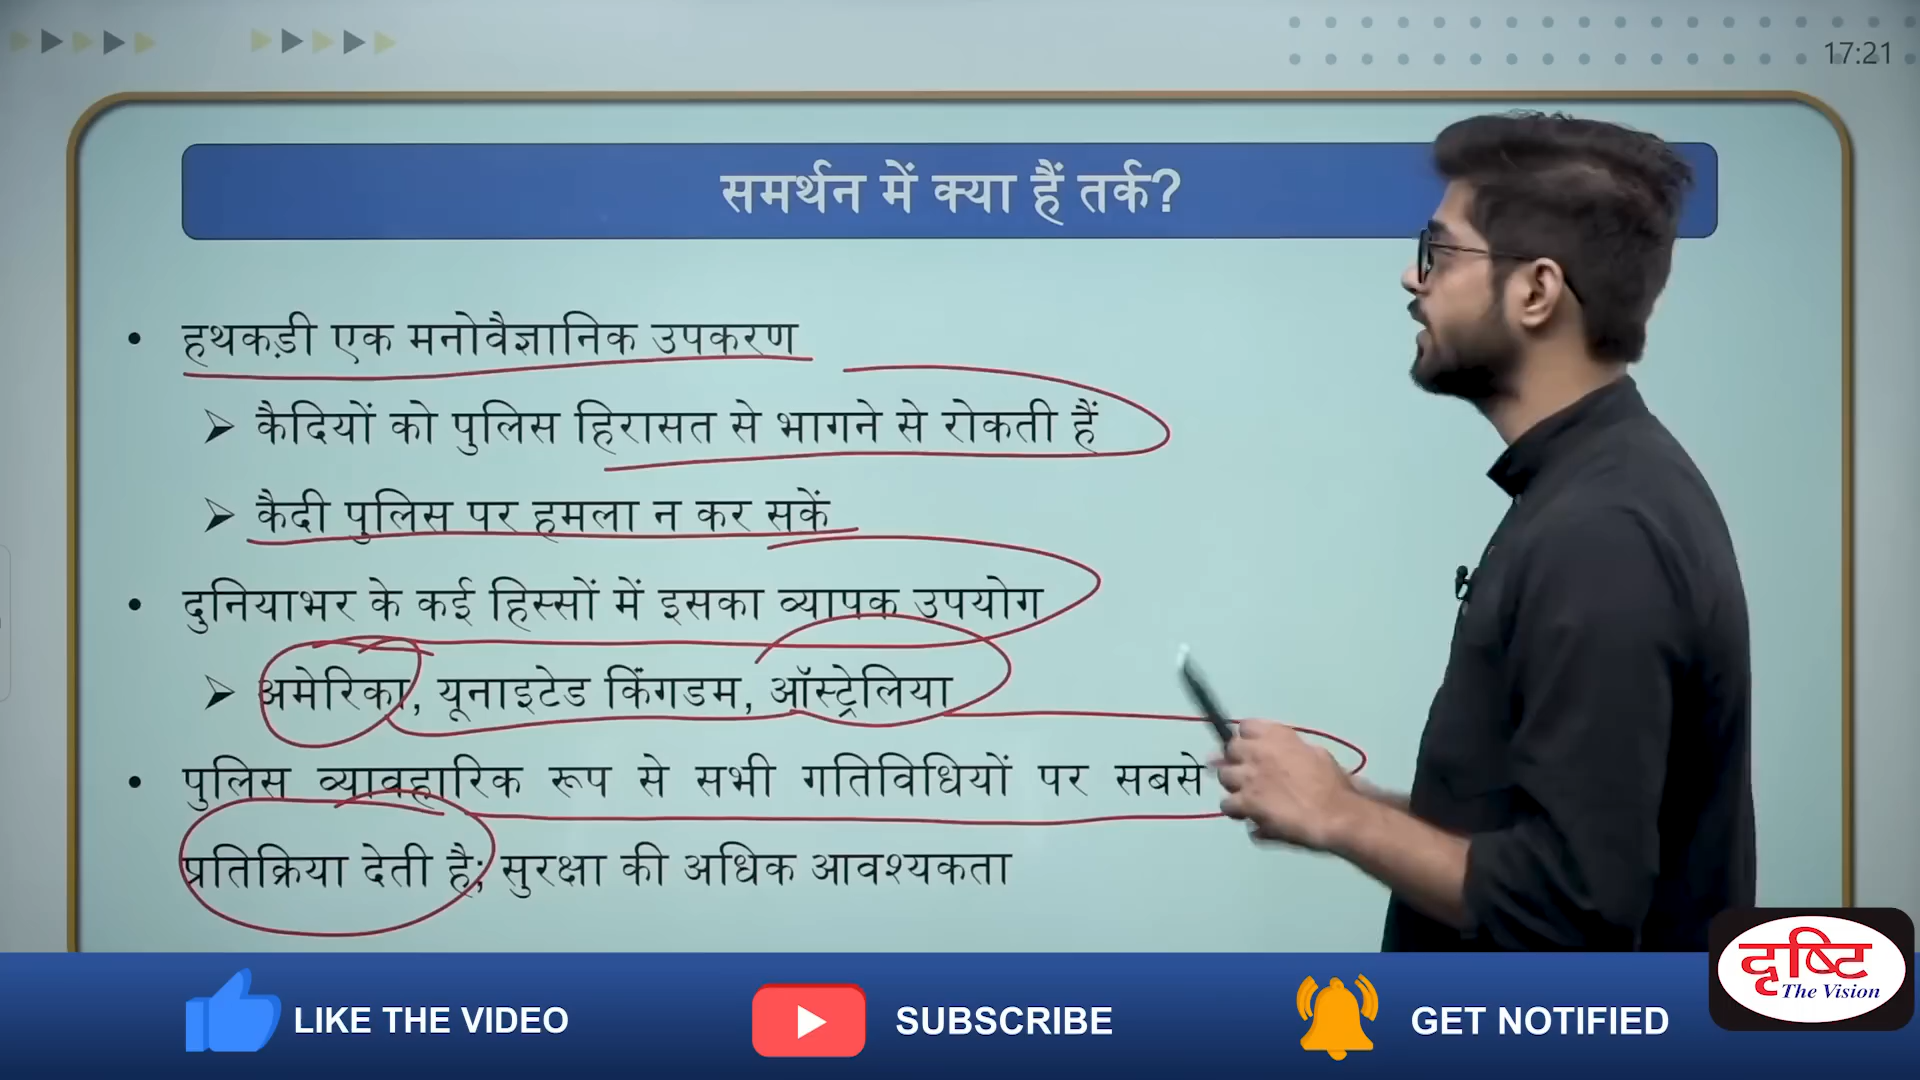 17:21
समर्थन में क्या हैं तर्क?
• हथकड़ी एक मनोवैज्ञानिक उपकरण
➢ कैदियों को पुलिस हिरासत से भागने से रोकती हैं
➢ कैदी पुलिस पर हमला न कर सकें
• दुनियाभर के कई हिस्सों में इसका व्यापक उपयोग
➢ अमेरिका, यूनाइटेड किंगडम, ऑस्ट्रेलिया
• पुलिस व्यावहारिक रूप से सभी गतिविधियों पर सबसे
प्रतिक्रिया देती है; सुरक्षा की अधिक आवश्यकता
दृष्टि
The Vision
LIKE THE VIDEO
SUBSCRIBE
GET NOTIFIED